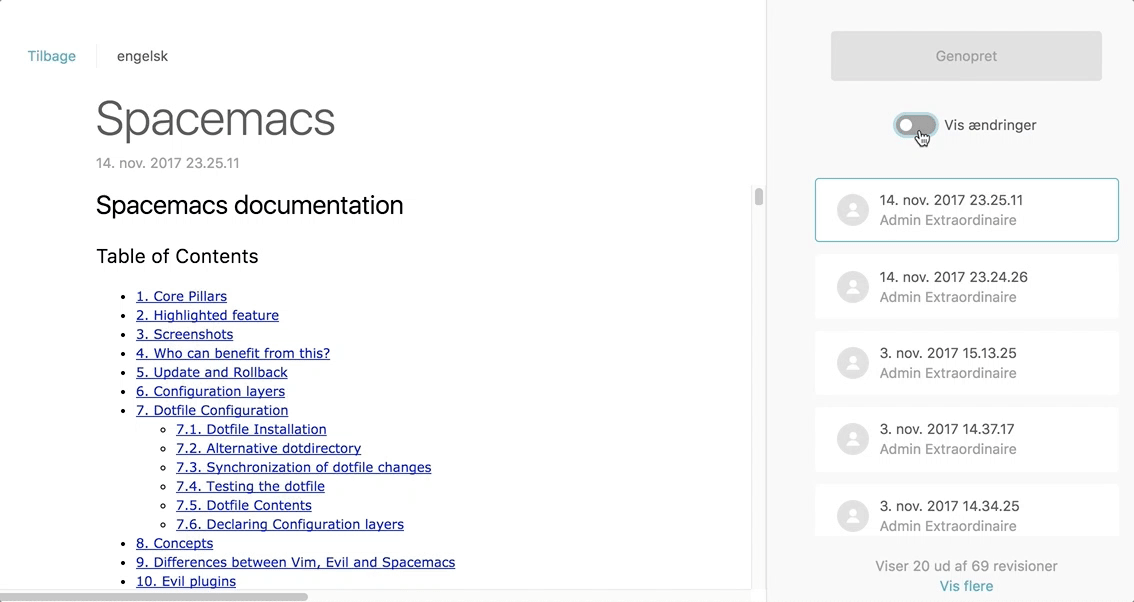 Tilbage
engelsk
Spacemacs
14. nov. 2017 23.25.11
Spacemacs documentation
Table of Contents
1. Core Pillars
2. Highlighted feature
3. Screenshots
4. Who can benefit from this?
5. Update and Rollback
6. Configuration layers
7. Dotfile Configuration
7.1. Dotfile Installation
7.2. Alternative dotdirectory
7.3. Synchronization of dotfile changes
7.4. Testing the dotfile
7.5. Dotfile Contents
7.6. Declaring Configuration layers
8. Concepts
9. Differences between Vim, Evil and Spacemacs
10. Evil plugins
Genopret
Vis ændringer
14. nov. 2017 23.25.11
Admin Extraordinaire
14. nov. 2017 23.24.26
Admin Extraordinaire
3. nov. 2017 15.13.25
Admin Extraordinaire
3. nov. 2017 14.37.17
Admin Extraordinaire
3. nov. 2017 14.34.25
Admin Extraordinaire
Viser 20 ud af 69 revisioner
Vis flere